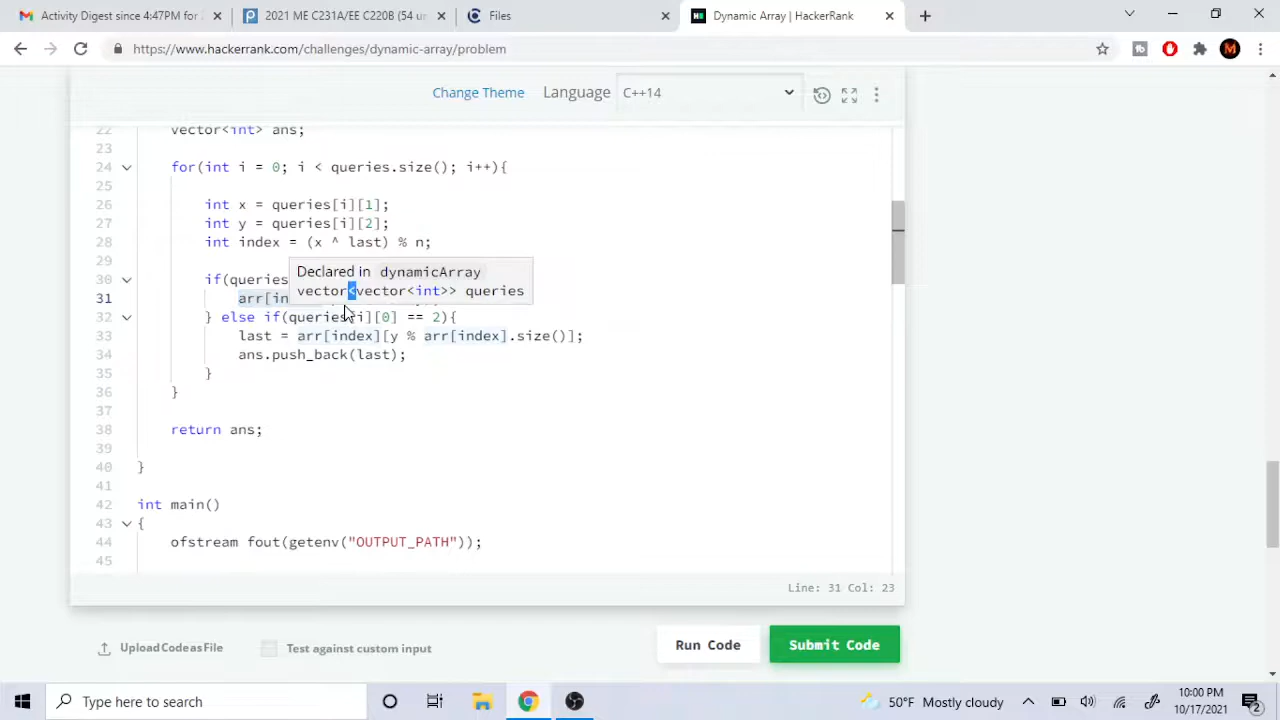 Activity Digest since 4:47PM for
2021 ME C231A/EE C220B (54 u
Files
Dynamic Array | HackerRank
https://www.hackerrank.com/challenges/dynamic-array/problem
M
Change Theme
Language
C++14
22 vector<int> ans;
23
24 for(int i = 0; i < queries.size(); i++){
25
26 int x = queries[i][1];
27 int y = queries[i][2];
28 int index = (x ^ last) % n;
29
Declared in dynamicArray
vector<vector<int>> queries
30 if(queries
31 arr[in
32 } else if(queries[i][0] == 2){
33 last = arr[index][y % arr[index].size()];
34 ans.push_back(last);
35 }
36 }
37
38 return ans;
39
40 }
41
42 int main()
43 {
44 ofstream fout(getenv("OUTPUT_PATH"));
45
Line: 31 Col: 23
Upload Code as File
Test against custom input
Run Code
Submit Code
Type here to search
50°F Mostly cloudy
10:00 PM
10/17/2021
2